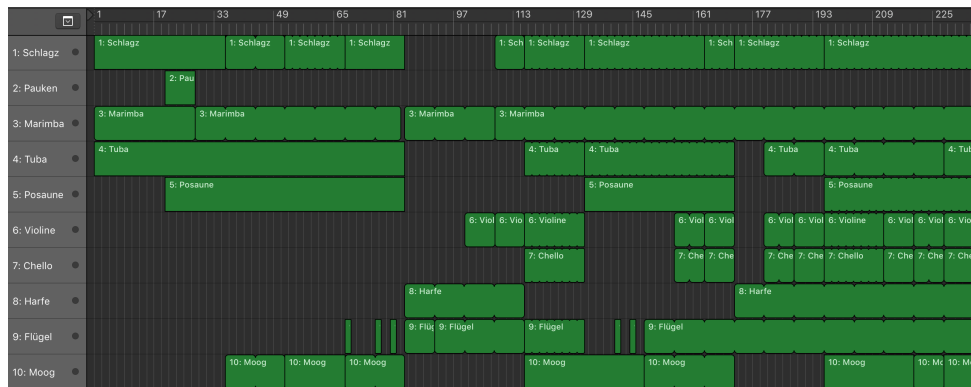 1 17 33 49 65 81 97 113 129 145 161 177 193 209 225
1: Schlagz 1: Schlagz 1: Schlagz 1: Schlagz 1: Schlagz 1: Sch 1: Schlagz 1: Schlagz 1: Sch 1: Schlagz 1: Schlagz
1: Schlagz
2: Pau
2: Pauken
3: Marimba 3: Marimba 3: Marimba 3: Marimba
3: Marimba
4: Tuba 4: Tuba 4: Tuba 4: Tuba 4: Tuba 4: Tub
4: Tuba
5: Posaune 5: Posaune 5: Posaune
5: Posaune
6: Viol 6: Vio 6: Violine 6: Viol 6: Viol 6: Viol 6: Viol 6: Violine 6: Viol 6: Viol 6: Vio
6: Violine
7: Chello 7: Che 7: Che 7: Che 7: Che 7: Chello 7: Che 7: Che 7: Che
7: Chello
8: Harfe 8: Harfe
8: Harfe
9: Flüg 9: Flügel 9: Flügel 9: Flügel
9: Flügel
10: Moog 10: Moog 10: Moog 10: Moog 10: Moog 10: Moog 10: M 10: Mo
10: Moog